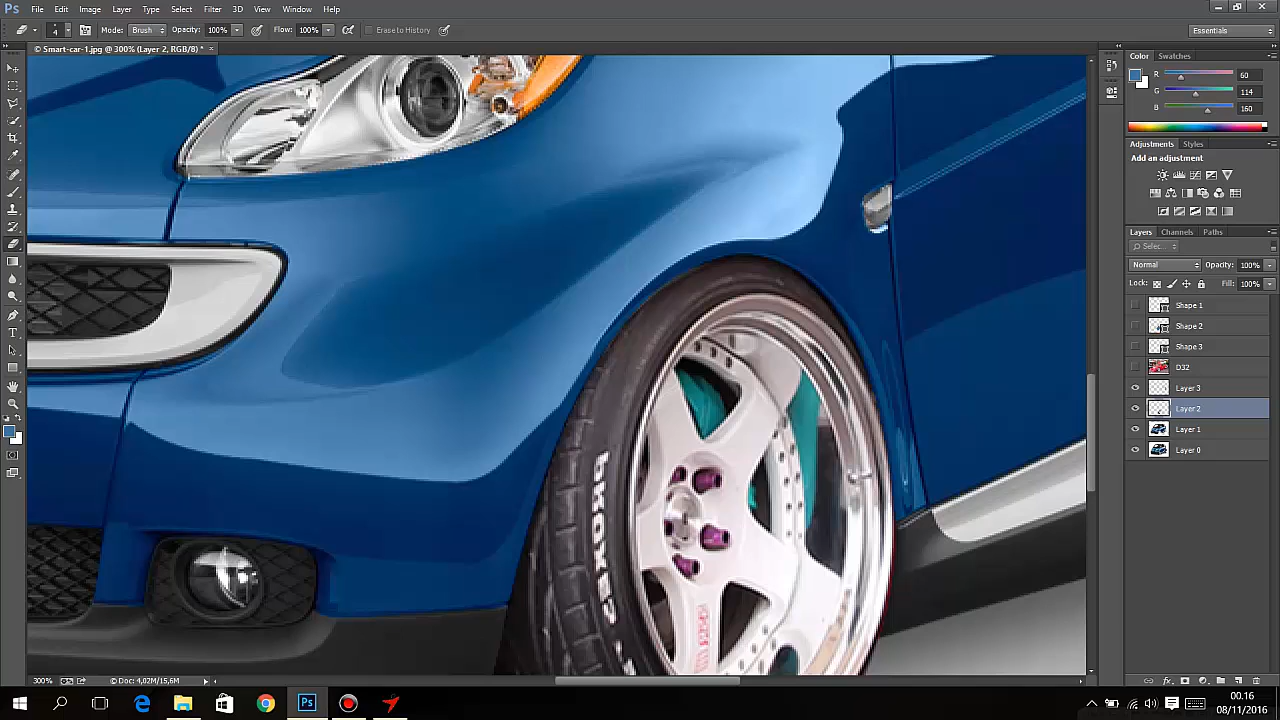 Ps File Edit Image Layer Type Select Filter 3D View Window Help
4 Mode: Brush Opacity: 100% Flow: 100% Erase to History Essentials
© Smart-car-1.jpg @ 300% (Layer 2, RGB/8) * ×
Color Swatches
R 60
G 114
B 160
Adjustments Styles
Add an adjustment
Layers Channels Paths
Selec...
Normal Opacity: 100%
Lock: Fill: 100%
Shape 1
Shape 2
Shape 3
D32
Layer 3
Layer 2
Layer 1
Layer 0
T
300% Doc: 4,02M/15,6M
Ps
00.16
08/11/2016